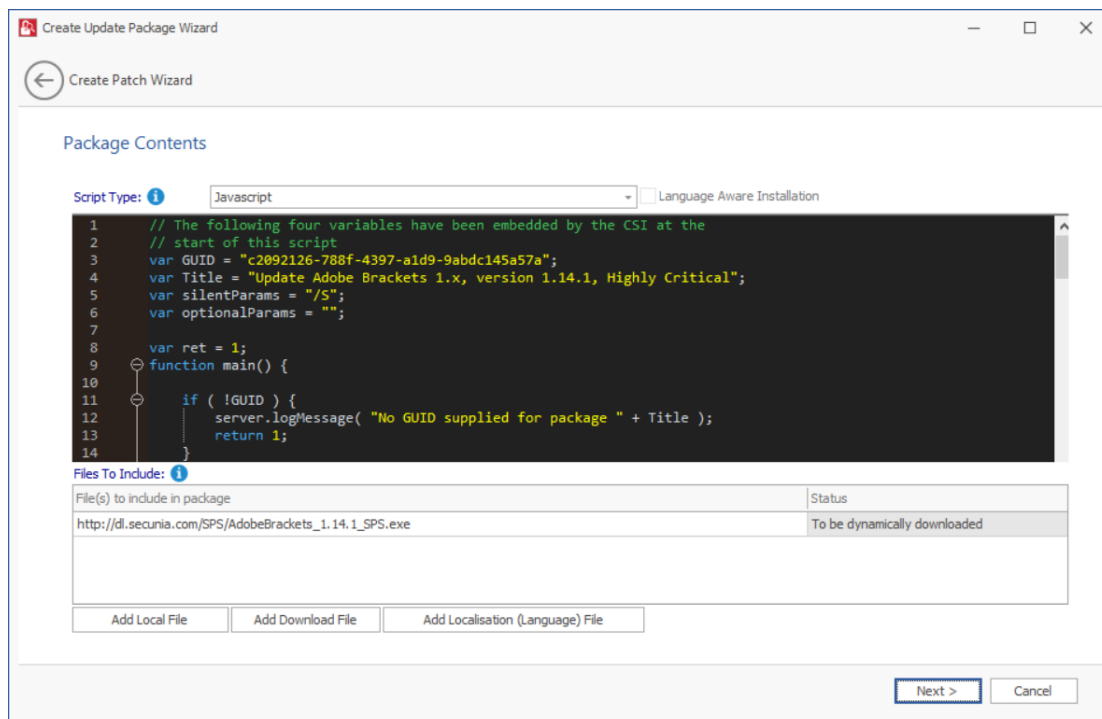 Create Update Package Wizard
Create Patch Wizard
Package Contents
Script Type:
Javascript
Language Aware Installation
1 // The following four variables have been embedded by the CSI at the
2 // start of this script
3 var GUID = "c2092126-788f-4397-a1d9-9abdc145a57a";
4 var Title = "Update Adobe Brackets 1.x, version 1.14.1, Highly Critical";
5 var silentParams = "/S";
6 var optionalParams = "";
7
8 var ret = 1;
9 function main() {
10
11 if ( !GUID ) {
12 server.logMessage( "No GUID supplied for package " + Title );
13 return 1;
14 }
Files To Include:
File(s) to include in package Status
http://dl.secunia.com/SPS/AdobeBrackets_1.14.1_SPS.exe To be dynamically downloaded
Add Local File Add Download File Add Localisation (Language) File
Next > Cancel